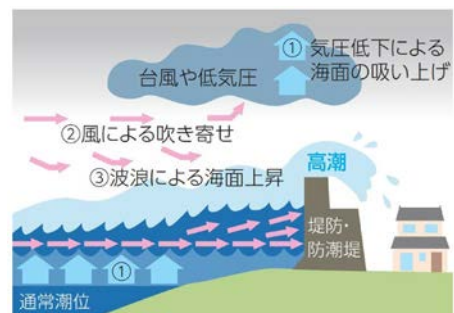 ① 気圧低下による
海面の吸い上げ
台風や低気圧
②風による吹き寄せ
③波浪による海面上昇
高潮
堤防・
防潮堤
①
通常潮位